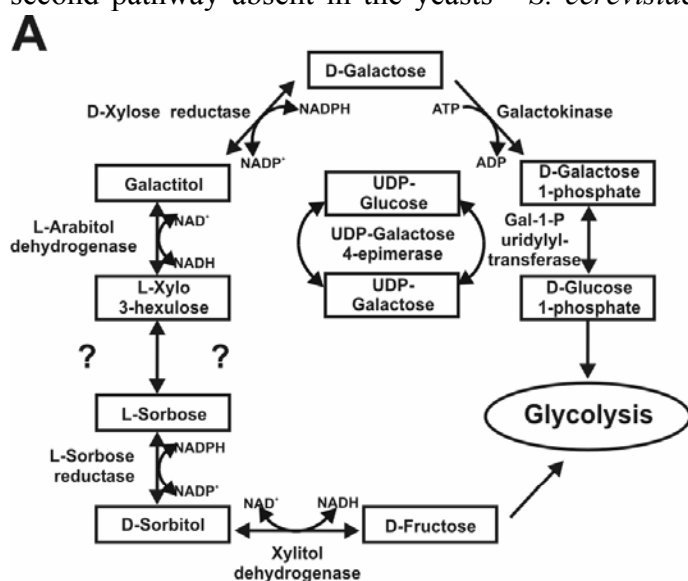 second pathway absent in the yeasts S. cerevisiae
A
D-Galactose
D-Xylose reductase
NADPH
NADP+
ATP
Galactokinase
ADP
Galactitol
D-Galactose
1-phosphate
UDP-
Glucose
L-Arabitol
dehydrogenase
NAD+
NADH
UDP-Galactose
4-epimerase
Gal-1-P
uridylyl-
transferase
L-Xylo
3-hexulose
UDP-
Galactose
D-Glucose
1-phosphate
? ?
L-Sorbose
Glycolysis
L-Sorbose
reductase
NADPH
NADP+
D-Sorbitol
NAD+
NADH
D-Fructose
Xylitol
dehydrogenase